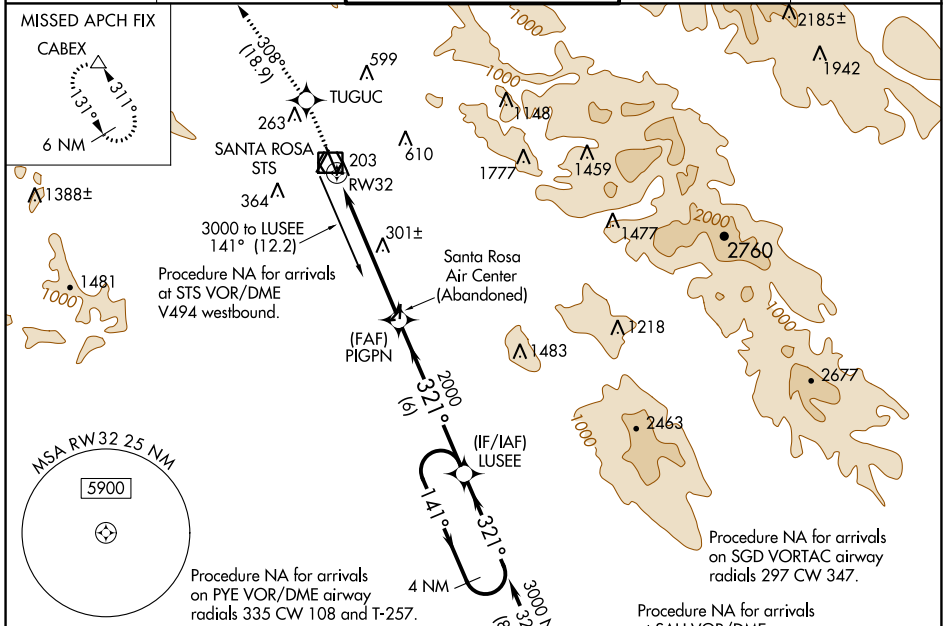 MISSED APCH FIX
CABEX
131°
311°
6 NM
308°
(18.9)
599
TUGUC
263
SANTA ROSA
STS
203
RW32
610
364
3000 to LUSEE
141° (12.2)
301±
Procedure NA for arrivals
at STS VOR/DME
V494 westbound.
Santa Rosa
Air Center
(Abandoned)
(FAF)
PIGPN
2000
321°
(6)
(IF/IAF)
LUSEE
141°
321°
4 NM
3000 N
1388±
1481
1000
1000
1000
1148
1777
1459
1477
2000
2760
2185±
1942
1218
1483
1000
2677
2463
1000
MSA RW32 25 NM
5900
Procedure NA for arrivals
on PYE VOR/DME airway
radials 335 CW 108 and T-257.
Procedure NA for arrivals
on SGD VORTAC airway
radials 297 CW 347.
Procedure NA for arrivals